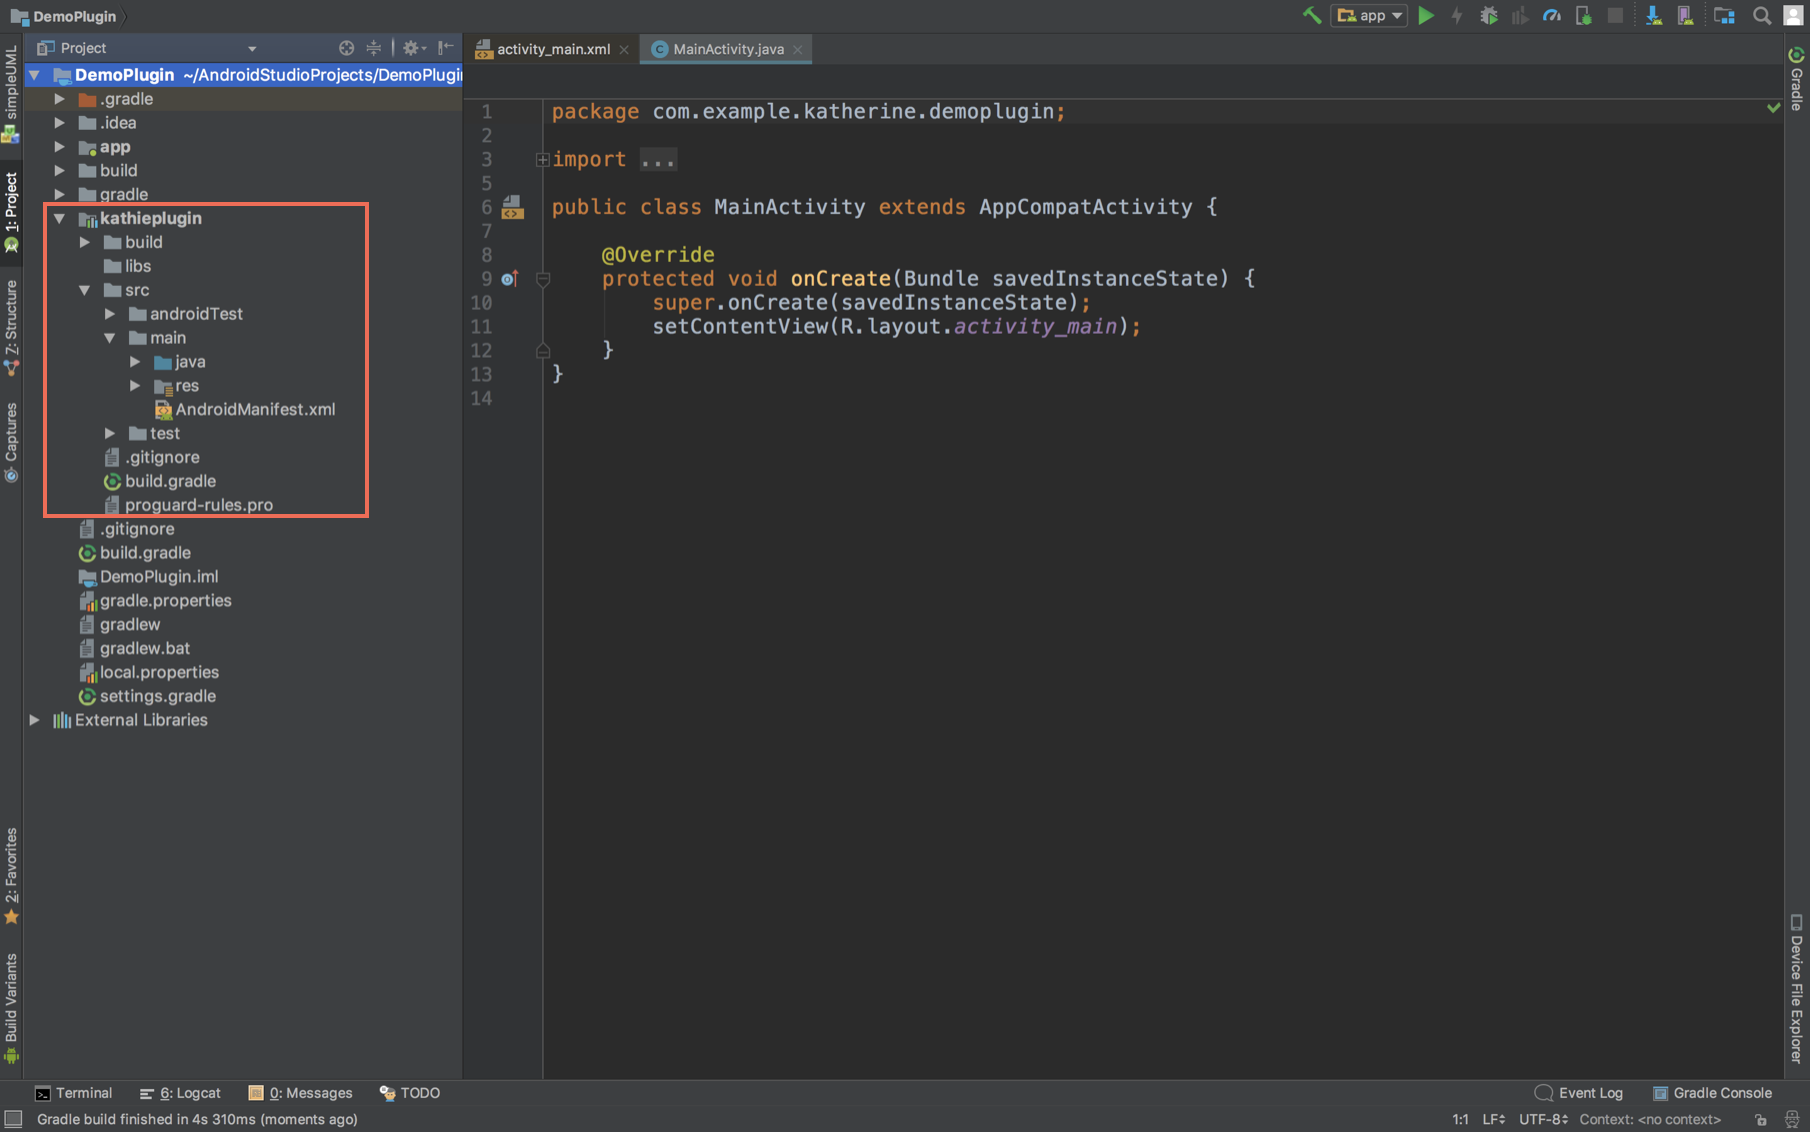 DemoPlugin
app
Project
activity_main.xml
MainActivity.java
simpleUML
1: Project
7: Structure
Captures
2: Favorites
Build Variants
DemoPlugin ~/AndroidStudioProjects/DemoPlugin
.gradle
.idea
app
build
gradle
kathieplugin
build
libs
src
androidTest
main
java
res
AndroidManifest.xml
test
.gitignore
build.gradle
proguard-rules.pro
.gitignore
build.gradle
DemoPlugin.iml
gradle.properties
gradlew
gradlew.bat
local.properties
settings.gradle
External Libraries
1 package com.example.katherine.demoplugin;
2
3 import ...
5
6 public class MainActivity extends AppCompatActivity {
7
8 @Override
9 protected void onCreate(Bundle savedInstanceState) {
10 super.onCreate(savedInstanceState);
11 setContentView(R.layout.activity_main);
12 }
13 }
14
Gradle
Device File Explorer
Terminal
6: Logcat
0: Messages
TODO
Event Log
Gradle Console
Gradle build finished in 4s 310ms (moments ago)
1:1
LF
UTF-8
Context: <no context>